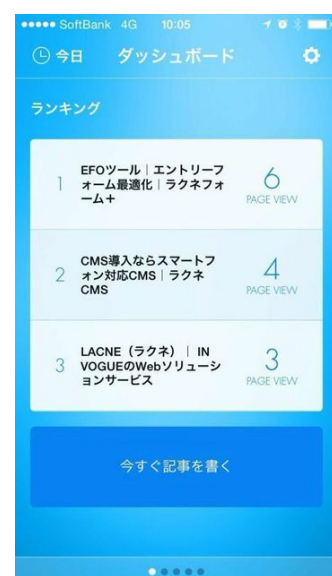 SoftBank 4G 10:05
今日 ダッシュボード
ランキング
1
EFOツール｜エントリーフ
ォーム最適化｜ラクネフォ
ーム＋
6
PAGE VIEW
2
CMS導入ならスマートフ
ォン対応CMS｜ラクネ
CMS
4
PAGE VIEW
3
LACNE（ラクネ）｜ IN
VOGUEのWebソリューシ
ョンサービス
3
PAGE VIEW
今すぐ記事を書く